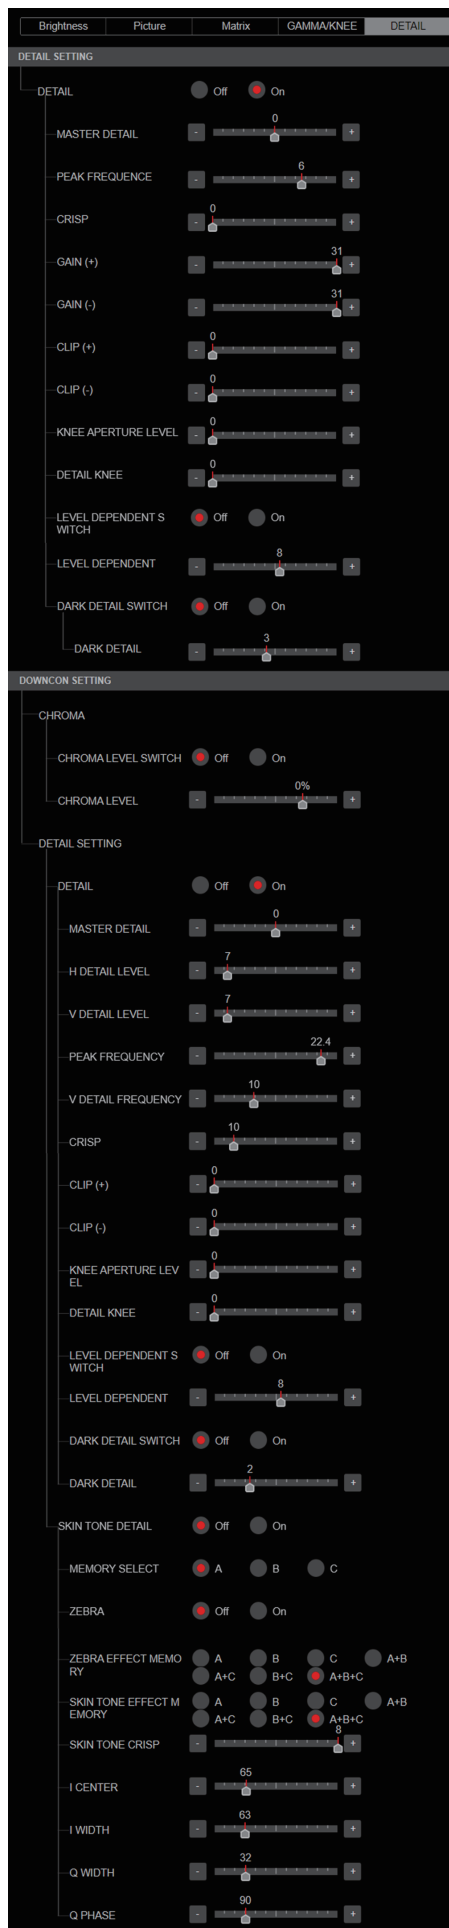 Brightness Picture Matrix GAMMA/KNEE DETAIL
DETAIL SETTING
DETAIL Off On
0
MASTER DETAIL - +
6
PEAK FREQUENCE - +
0
CRISP - +
31
GAIN (+) - +
31
GAIN (-) - +
0
CLIP (+) - +
0
CLIP (-) - +
0
KNEE APERTURE LEVEL - +
0
DETAIL KNEE - +
LEVEL DEPENDENT S Off On
WITCH
8
LEVEL DEPENDENT - +
DARK DETAIL SWITCH Off On
3
DARK DETAIL - +
DOWNCON SETTING
CHROMA
CHROMA LEVEL SWITCH Off On
0%
CHROMA LEVEL - +
DETAIL SETTING
DETAIL Off On
0
MASTER DETAIL - +
7
H DETAIL LEVEL - +
7
V DETAIL LEVEL - +
22.4
PEAK FREQUENCY - +
10
V DETAIL FREQUENCY - +
10
CRISP - +
0
CLIP (+) - +
0
CLIP (-) - +
0
KNEE APERTURE LEV - +
EL
0
DETAIL KNEE - +
LEVEL DEPENDENT S Off On
WITCH
8
LEVEL DEPENDENT - +
DARK DETAIL SWITCH Off On
2
DARK DETAIL - +
SKIN TONE DETAIL Off On
MEMORY SELECT A B C
ZEBRA Off On
ZEBRA EFFECT MEMO A B C A+B
RY A+C B+C A+B+C
SKIN TONE EFFECT M A B C A+B
EMORY A+C B+C A+B+C
8
SKIN TONE CRISP - +
65
I CENTER - +
63
I WIDTH - +
32
Q WIDTH - +
90
Q PHASE - +